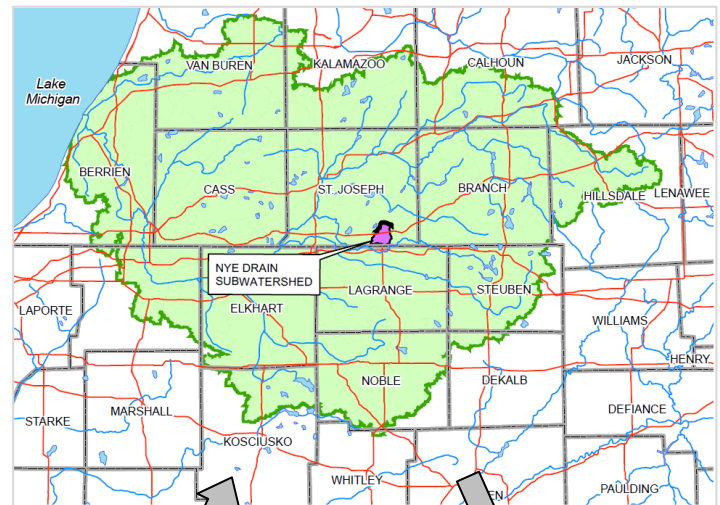 VAN BUREN
KALAMAZOO
CALHOUN
JACKSON
Lake
Michigan
BERRIEN
CASS
ST. JOSEPH
BRANCH
HILLSDALE
LENAWEE
NYE DRAIN
SUBWATERSHED
LAGRANGE
STEUBEN
LAPORTE
ELKHART
WILLIAMS
HENRY
NOBLE
DEKALB
STARKE
MARSHALL
DEFIANCE
KOSCIUSKO
WHITLEY
EN
PAULDING